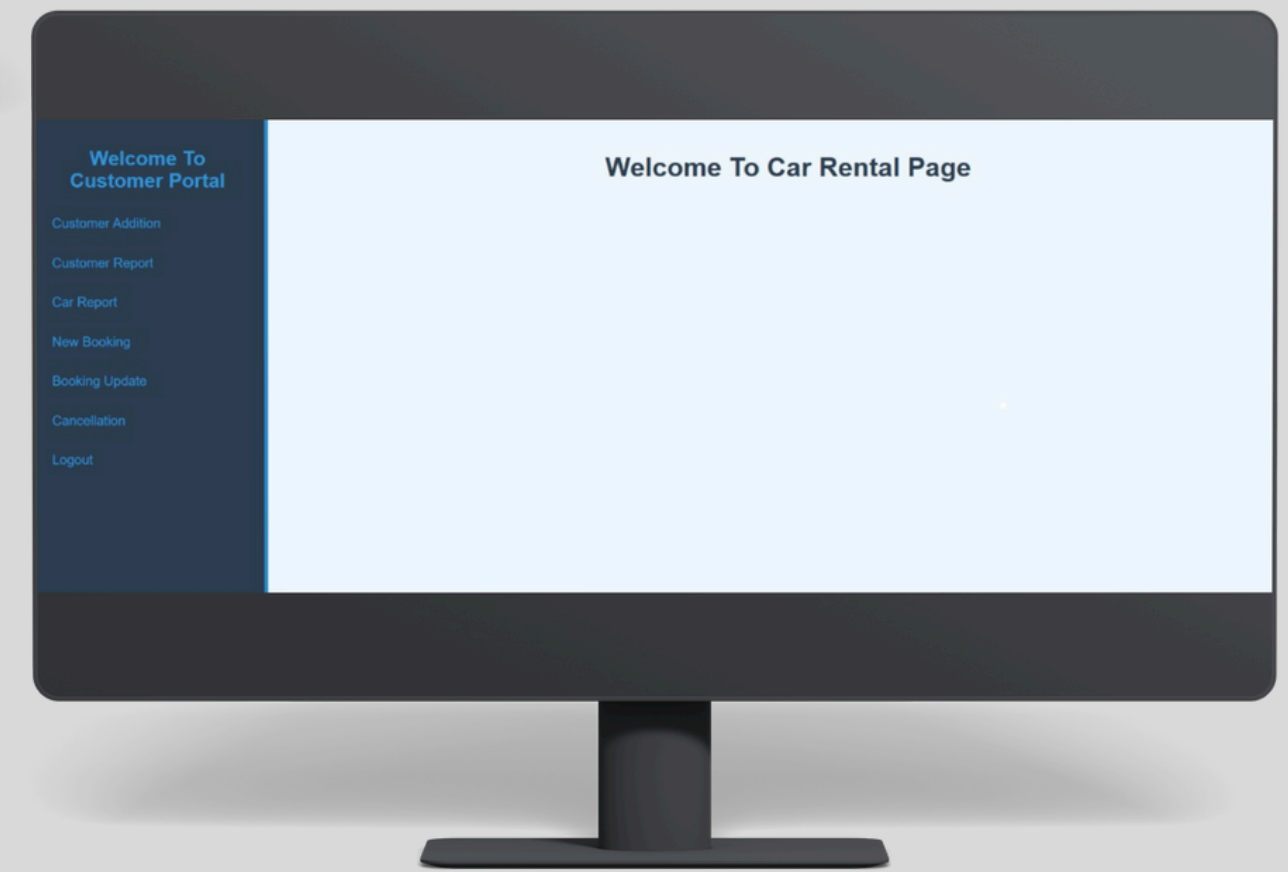 Welcome To
Customer Portal
Customer Addition
Customer Report
Car Report
New Booking
Booking Update
Cancellation
Logout
Welcome To Car Rental Page